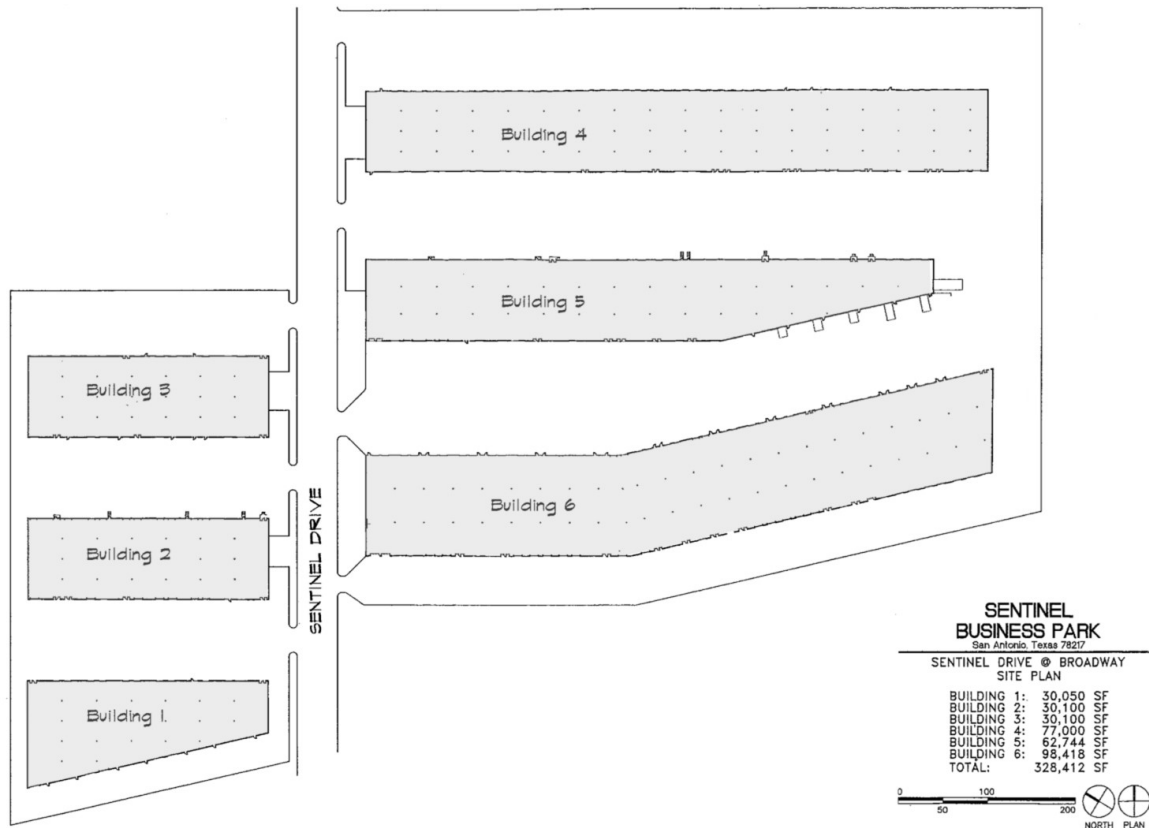 Building 4
Building 5
Building 3
Building 6
Building 2
SENTINEL DRIVE
Building 1
SENTINEL
BUSINESS PARK
San Antonio, Texas 78217
SENTINEL DRIVE @ BROADWAY
SITE PLAN
BUILDING 1: 30,050 SF
BUILDING 2: 30,100 SF
BUILDING 3: 30,100 SF
BUILDING 4: 77,000 SF
BUILDING 5: 62,744 SF
BUILDING 6: 98,418 SF
TOTAL: 328,412 SF
0 100
50 200
NORTH PLAN